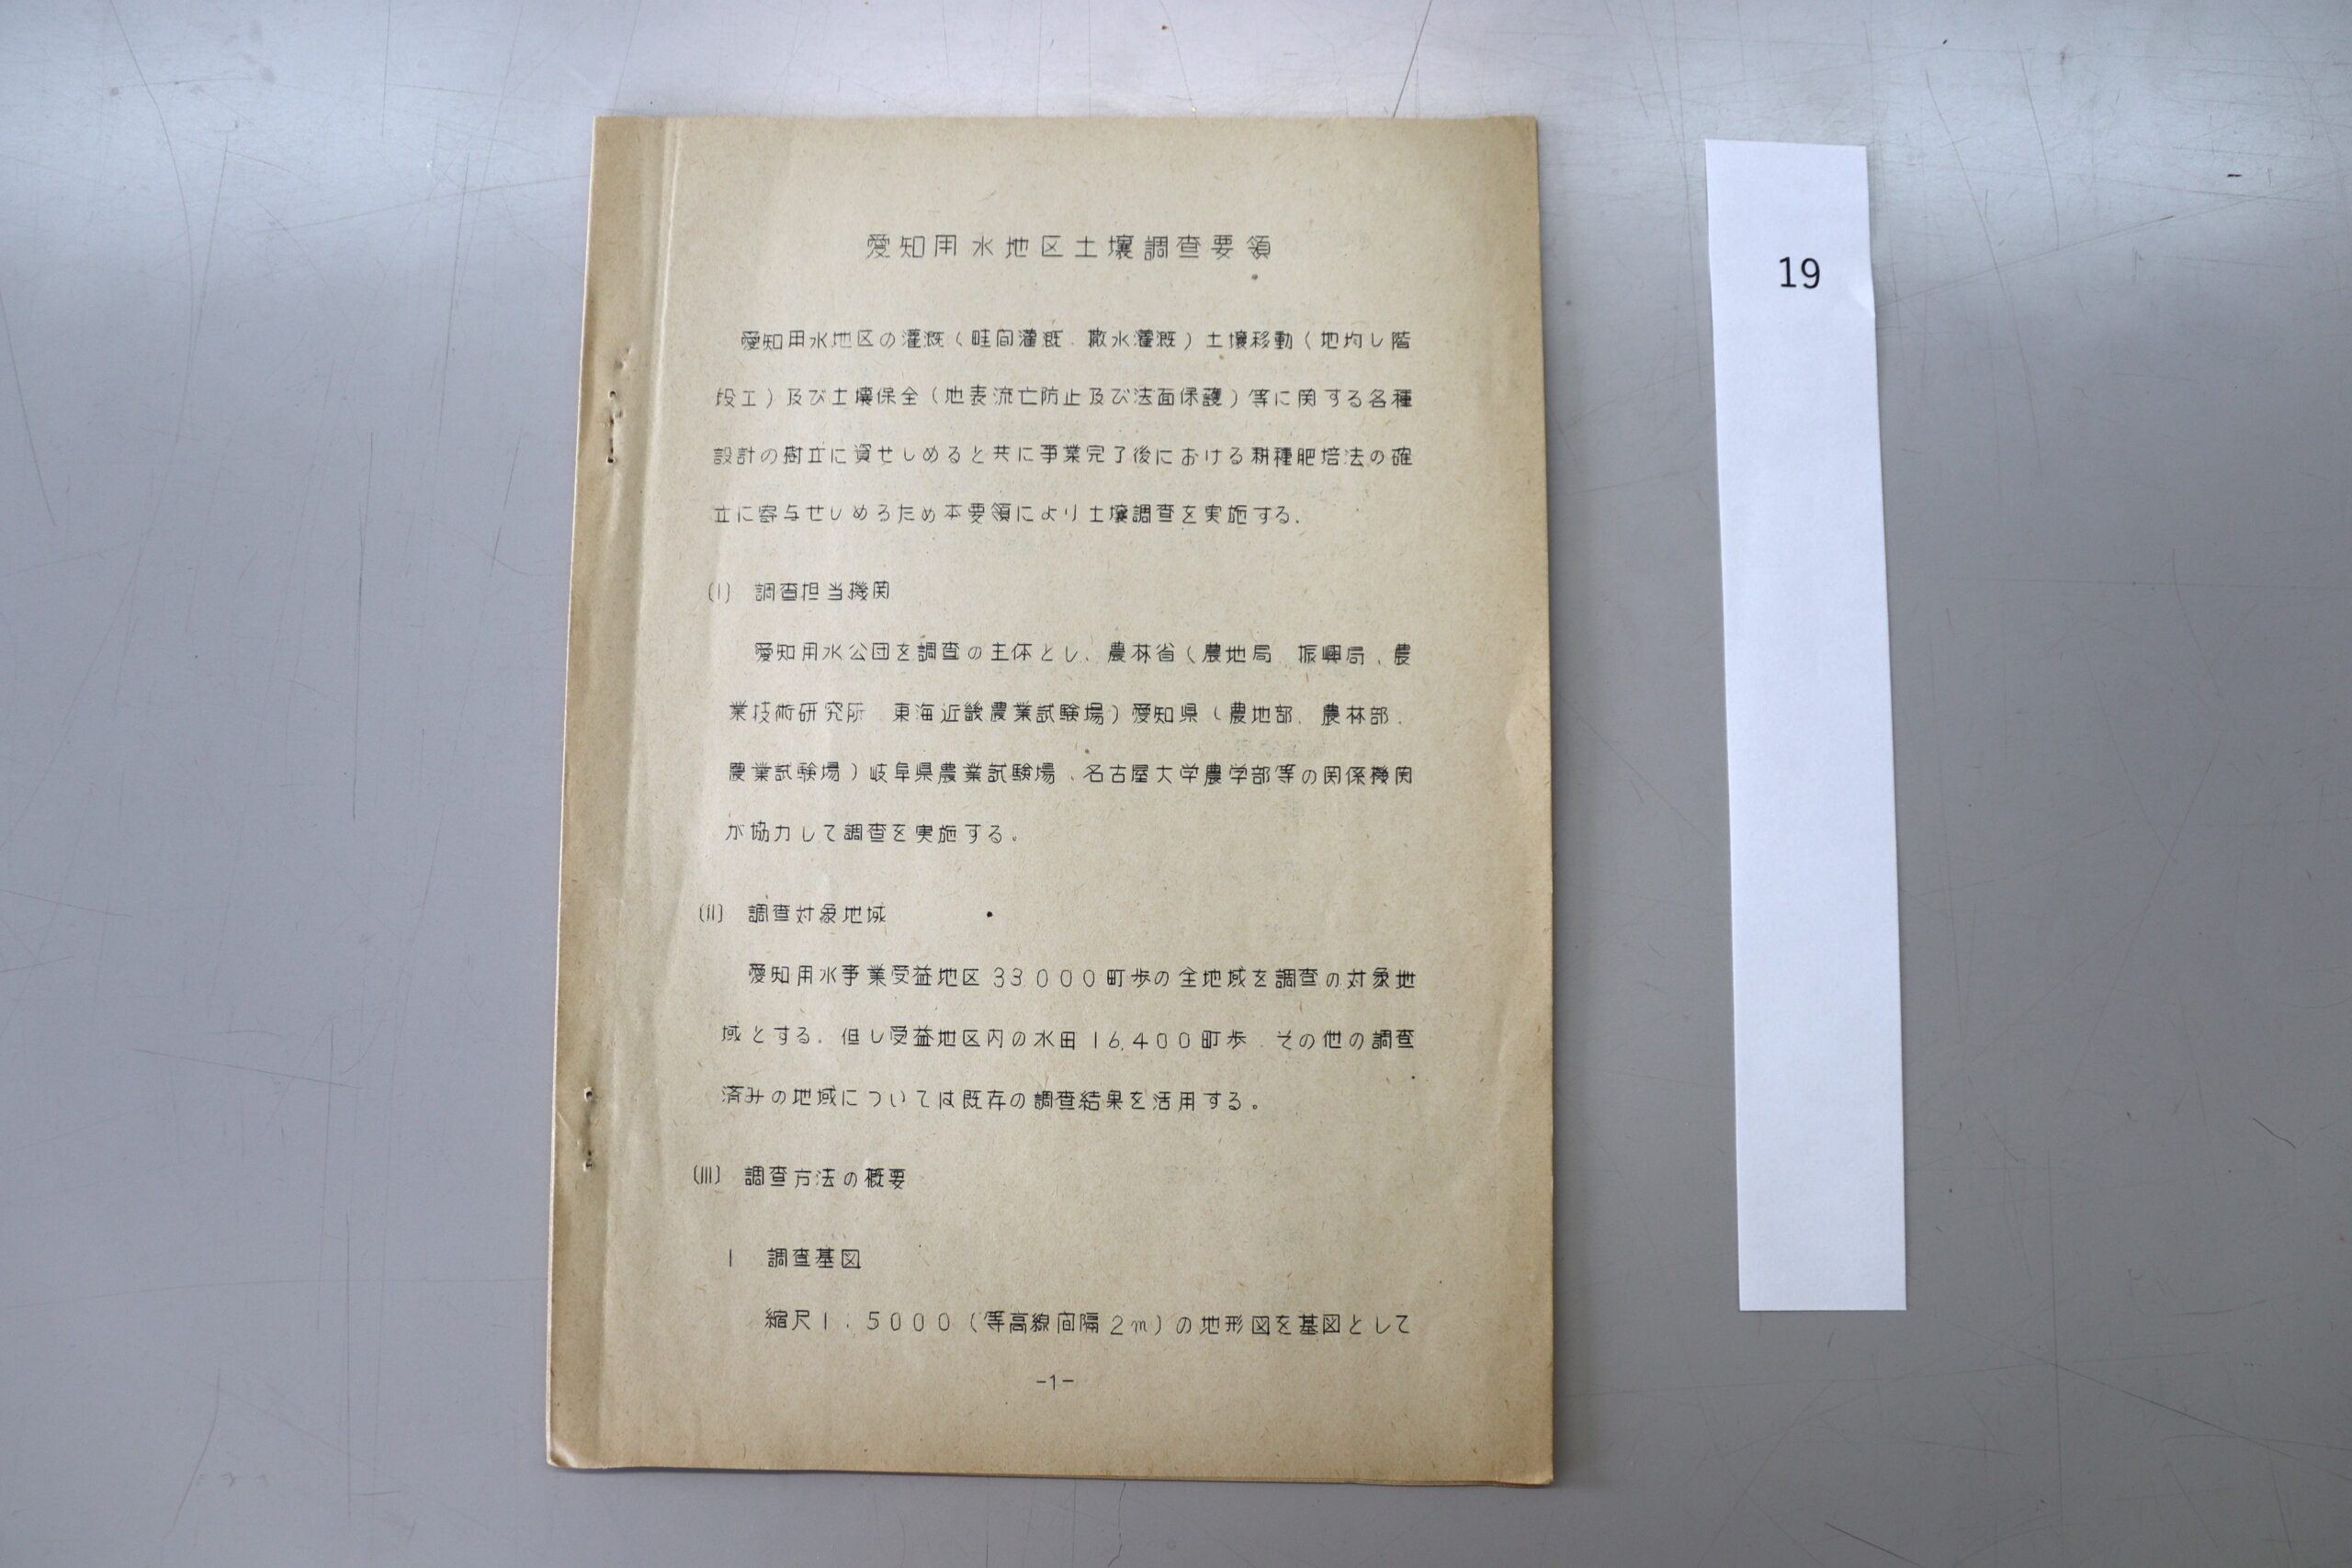 愛知用水地区土壌調査要領
愛知用水地区の灌漑(畦間灌漑、撒水灌漑)土壌移動(地均し階
段工)及び土壌保全(地表流亡防止及び法面保護)等に関する各種
設計の樹立に資せしめると共に事業完了後における耕種肥培法の確
立に寄与せしめるため本要領により土壌調査を実施する。
(I) 調査担当機関
愛知用水公団を調査の主体とし、農林省(農地局 振興局、農
業技術研究所 東海近畿農業試験場)愛知県(農地部、農林部、
農業試験場)岐阜県農業試験場、名古屋大学農学部等の関係機関
が協力して調査を実施する。
(II) 調査対象地域
愛知用水事業受益地区33,000町歩の全地域を調査の対象地
域とする。但し受益地区内の水田16,400町歩、その他の調査
済みの地域については既存の調査結果を活用する。
(III) 調査方法の概要
1 調査基図
縮尺1:5000(等高線間隔2m)の地形図を基図として
-1-
19